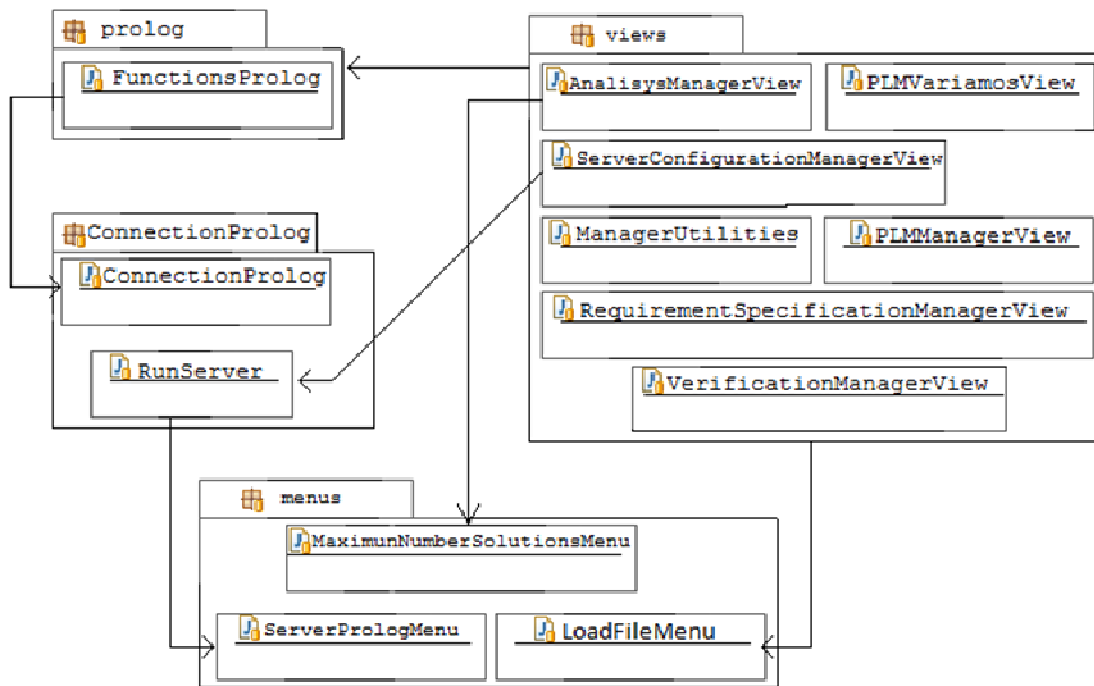 prolog
FunctionsProlog
ConnectionProlog
ConnectionProlog
RunServer
views
AnalisysManagerView
PLMVariamosView
ServerConfigurationManagerView
ManagerUtilities
PLMManagerView
RequirementSpecificationManagerView
VerificationManagerView
menus
MaximunNumberSolutionsMenu
ServerPrologMenu
LoadFileMenu